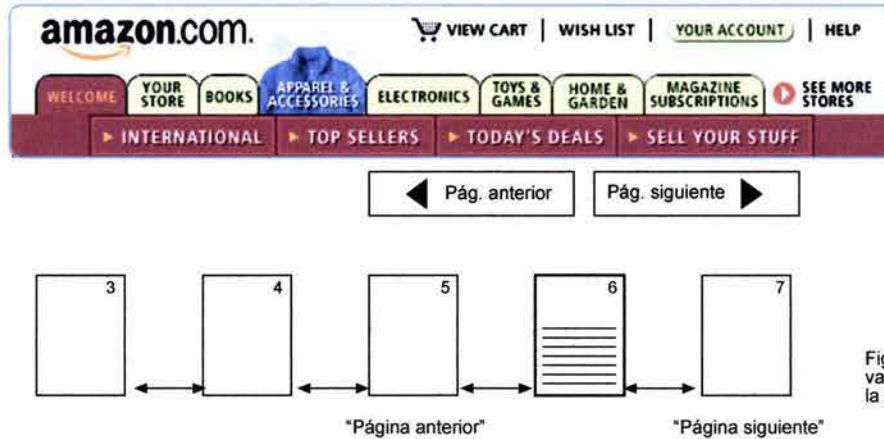 amazon.com.
VIEW CART | WISH LIST | YOUR ACCOUNT | HELP
WELCOME
YOUR STORE
BOOKS
APPAREL & ACCESSORIES
ELECTRONICS
TOYS & GAMES
HOME & GARDEN
MAGAZINE SUBSCRIPTIONS
SEE MORE STORES
INTERNATIONAL
TOP SELLERS
TODAY'S DEALS
SELL YOUR STUFF
Pág. anterior
Pág. siguiente
3 4 5 6 7
"Página anterior" "Página siguiente"
la